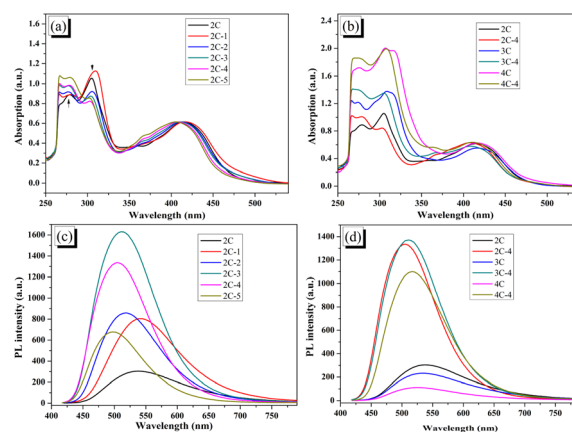 (a)
2C
2C-1
2C-2
2C-3
2C-4
2C-5
Absorption (a.u.)
1.8
1.6
1.4
1.2
1.0
0.8
0.6
0.4
0.2
0.0
250 300 350 400 450 500
Wavelength (nm)
(b)
2C
2C-4
3C
3C-4
4C
4C-4
Absorption (a.u.)
2.4
2.0
1.6
1.2
0.8
0.4
0.0
250 300 350 400 450 500
Wavelength (nm)
(c)
2C
2C-1
2C-2
2C-3
2C-4
2C-5
PL intensity (a.u.)
1600
1400
1200
1000
800
600
400
200
0
400 450 500 550 600 650 700 750
Wavelength (nm)
(d)
2C
2C-4
3C
3C-4
4C
4C-4
PL intensity (a.u.)
1400
1200
1000
800
600
400
200
0
400 450 500 550 600 650 700 750
Wavelength (nm)